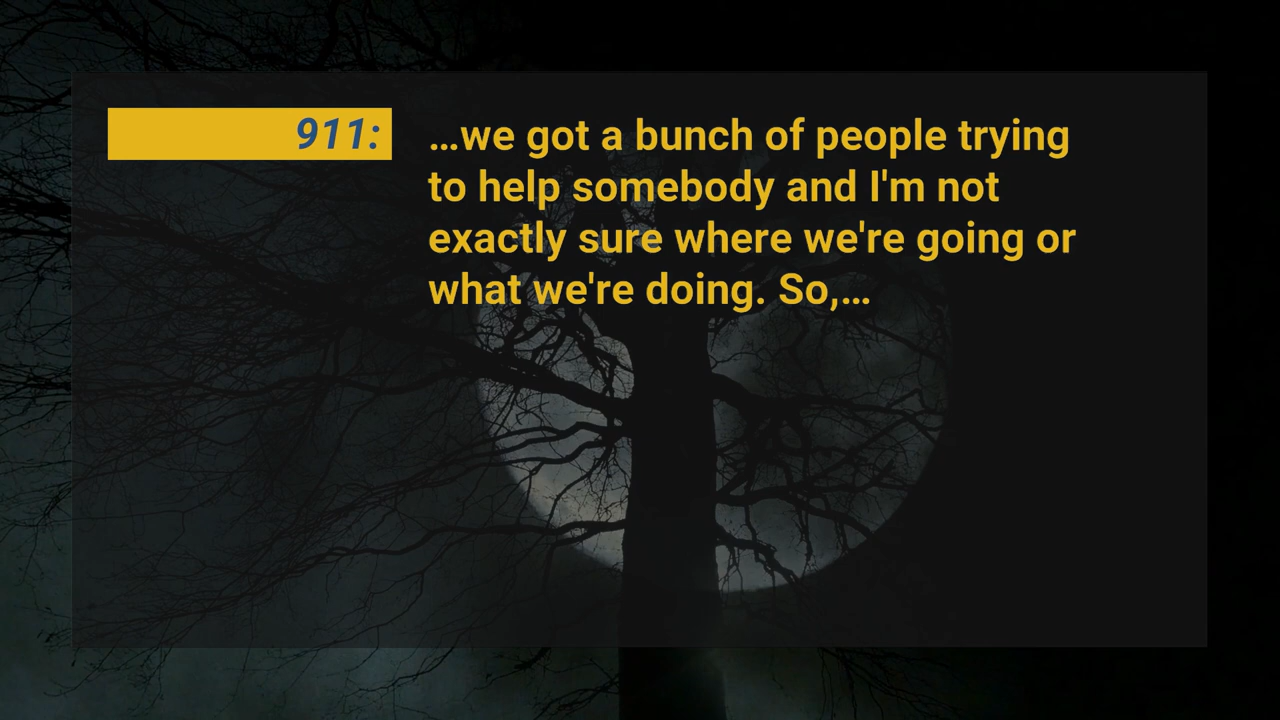 911:
…we got a bunch of people trying
to help somebody and I'm not
exactly sure where we're going or
what we're doing. So,…